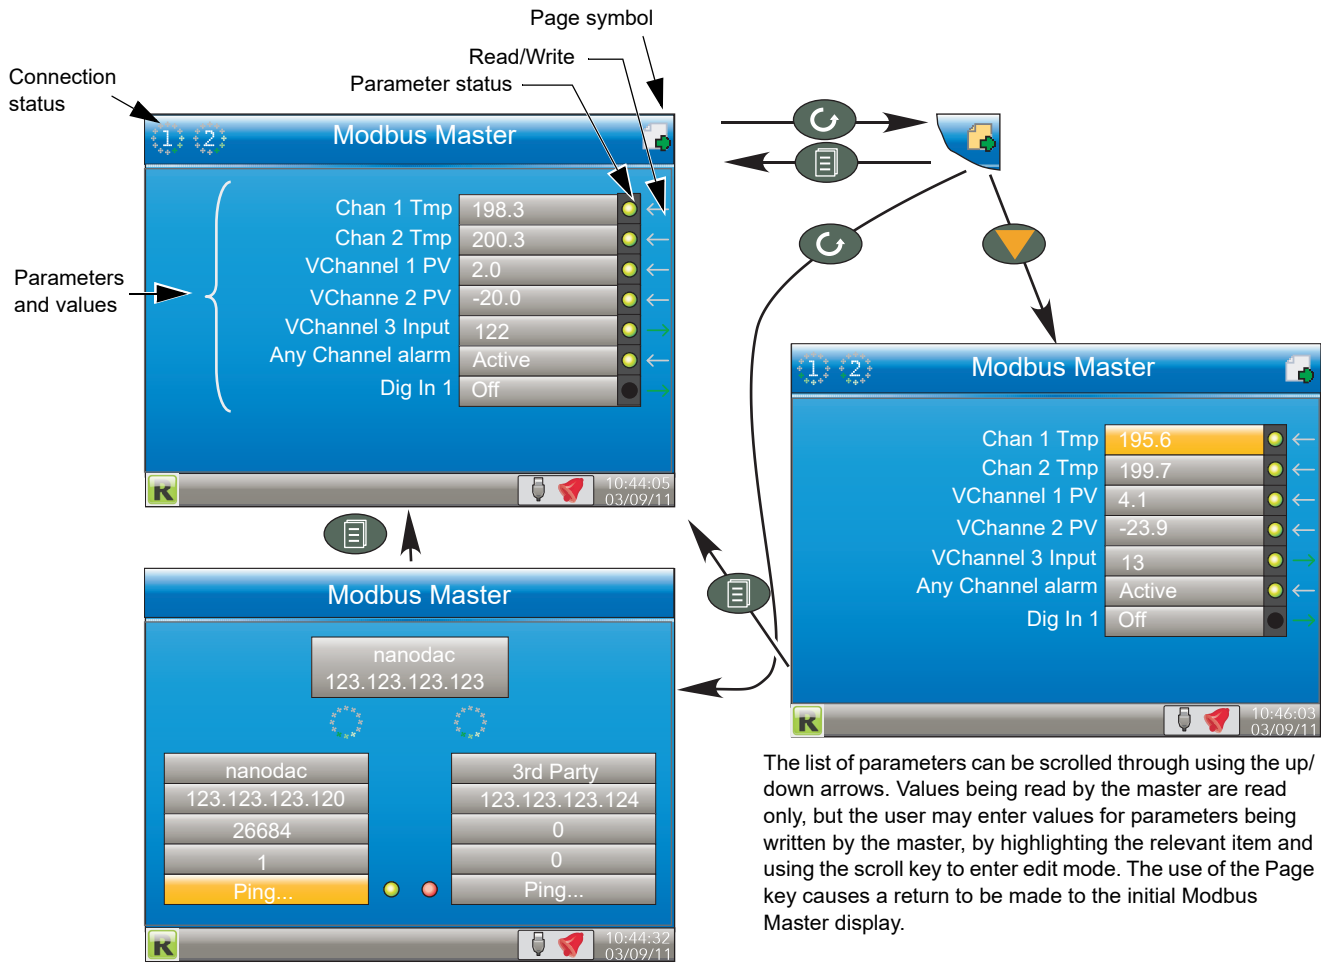 Page symbol
Read/Write
Parameter status
Connection
status
1 2
Modbus Master
Chan 1 Tmp 198.3
Chan 2 Tmp 200.3
VChannel 1 PV 2.0
VChanne 2 PV -20.0
VChannel 3 Input 122
Any Channel alarm Active
Dig In 1 Off
Parameters
and values
R
10:44:05
03/09/11
1 2
Modbus Master
Chan 1 Tmp 195.6
Chan 2 Tmp 199.7
VChannel 1 PV 4.1
VChanne 2 PV -23.9
VChannel 3 Input 13
Any Channel alarm Active
Dig In 1 Off
R
10:46:03
03/09/11
Modbus Master
nanodac
123.123.123.123
nanodac
123.123.123.120
26684
1
Ping...
3rd Party
123.123.123.124
0
0
Ping...
R
10:44:32
03/09/11
The list of parameters can be scrolled through using the up/
down arrows. Values being read by the master are read
only, but the user may enter values for parameters being
written by the master, by highlighting the relevant item and
using the scroll key to enter edit mode. The use of the Page
key causes a return to be made to the initial Modbus
Master display.